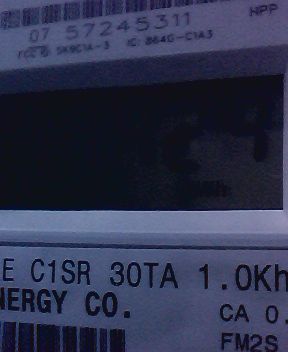 HPP
07 57245311
FCC ID SK9C1A-3 IC: 864G-C1A3
E C1SR 30TA 1.0Kh
NERGY CO.
CA 0.
FM2S